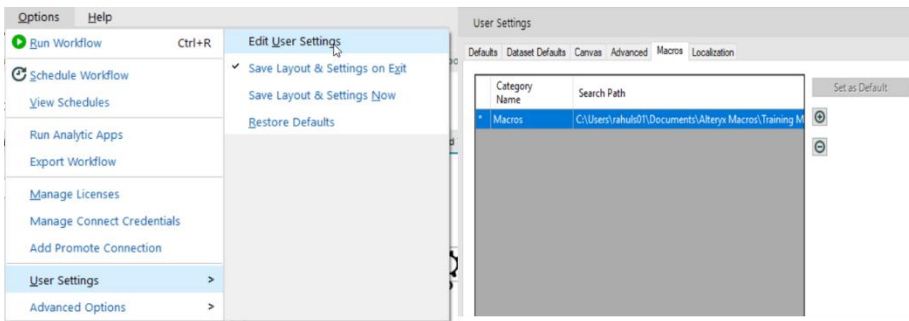 Options Help
Run Workflow Ctrl+R
Schedule Workflow
View Schedules
Run Analytic Apps
Export Workflow
Manage Licenses
Manage Connect Credentials
Add Promote Connection
User Settings >
Advanced Options >
Edit User Settings
Save Layout & Settings on Exit
Save Layout & Settings Now
Restore Defaults
User Settings
Defaults Dataset Defaults Canvas Advanced Macros Localization
Category Name Search Path
* Macros C:\Users\rahuls01\Documents\Alteryx Macros\Training M
Set as Default